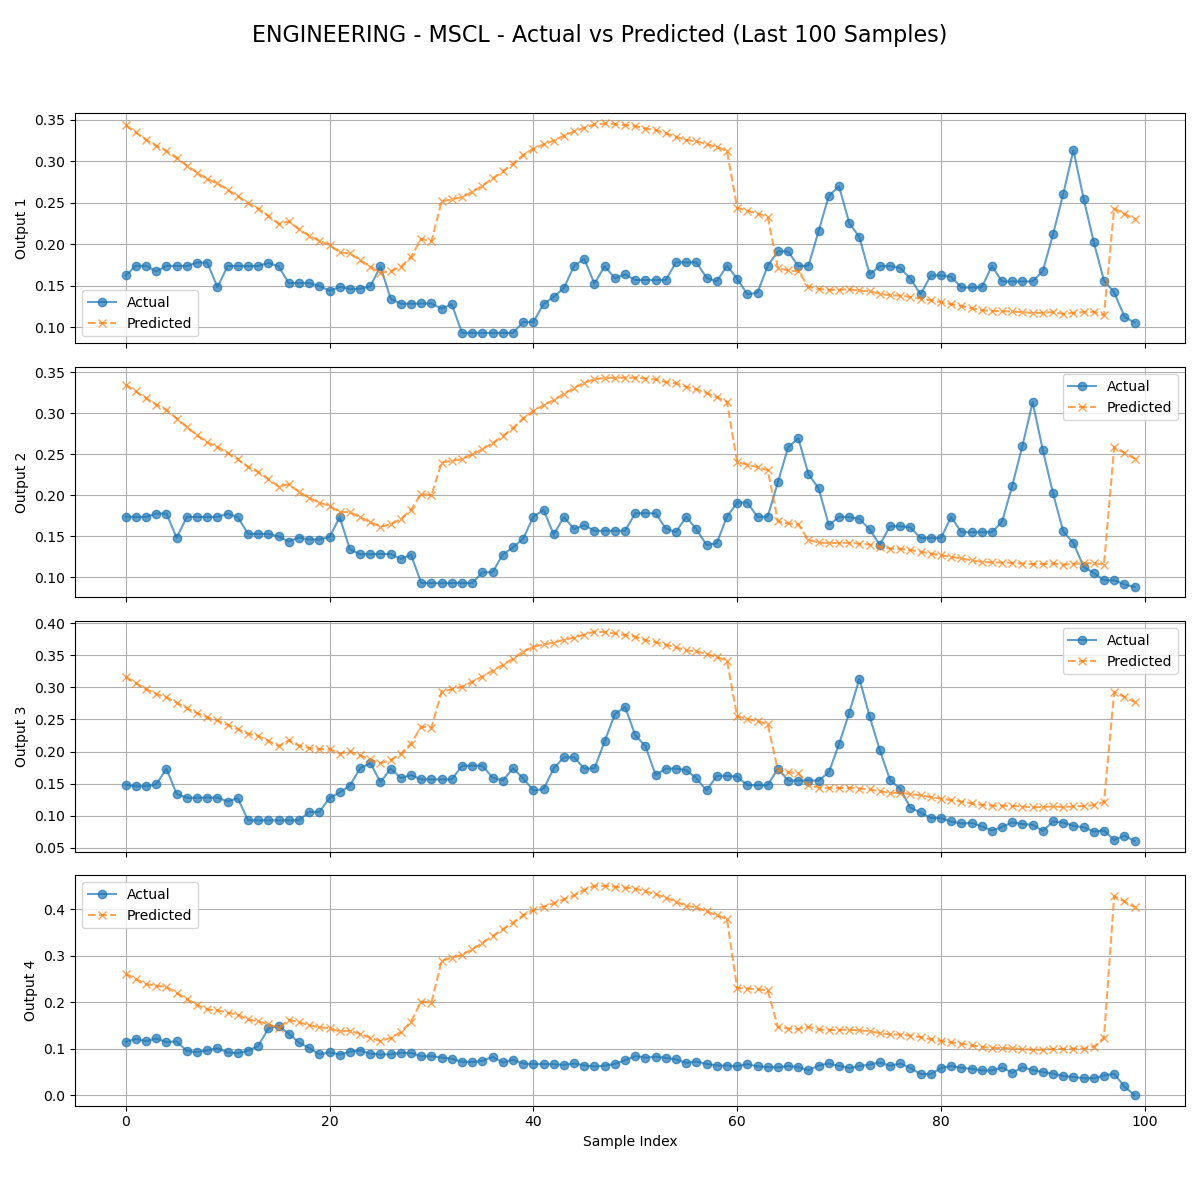 ENGINEERING - MSCL - Actual vs Predicted (Last 100 Samples)
0.35
0.30
0.25
0.20
0.15
0.10
Output 1
Actual
Predicted
0.35
0.30
0.25
0.20
0.15
0.10
Output 2
Actual
Predicted
0.40
0.35
0.30
0.25
0.20
0.15
0.10
0.05
Output 3
Actual
Predicted
0.4
0.3
0.2
0.1
0.0
Output 4
Actual
Predicted
0 20 40 60 80 100
Sample Index